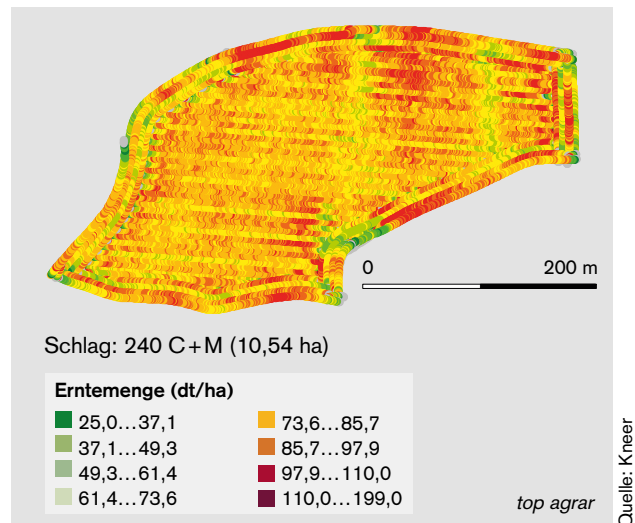 0 200 m
Schlag: 240 C+M (10,54 ha)
Erntemenge (dt/ha)
25,0…37,1
37,1…49,3
49,3…61,4
61,4…73,6
73,6…85,7
85,7…97,9
97,9…110,0
110,0…199,0
top agrar
Quelle: Kneer